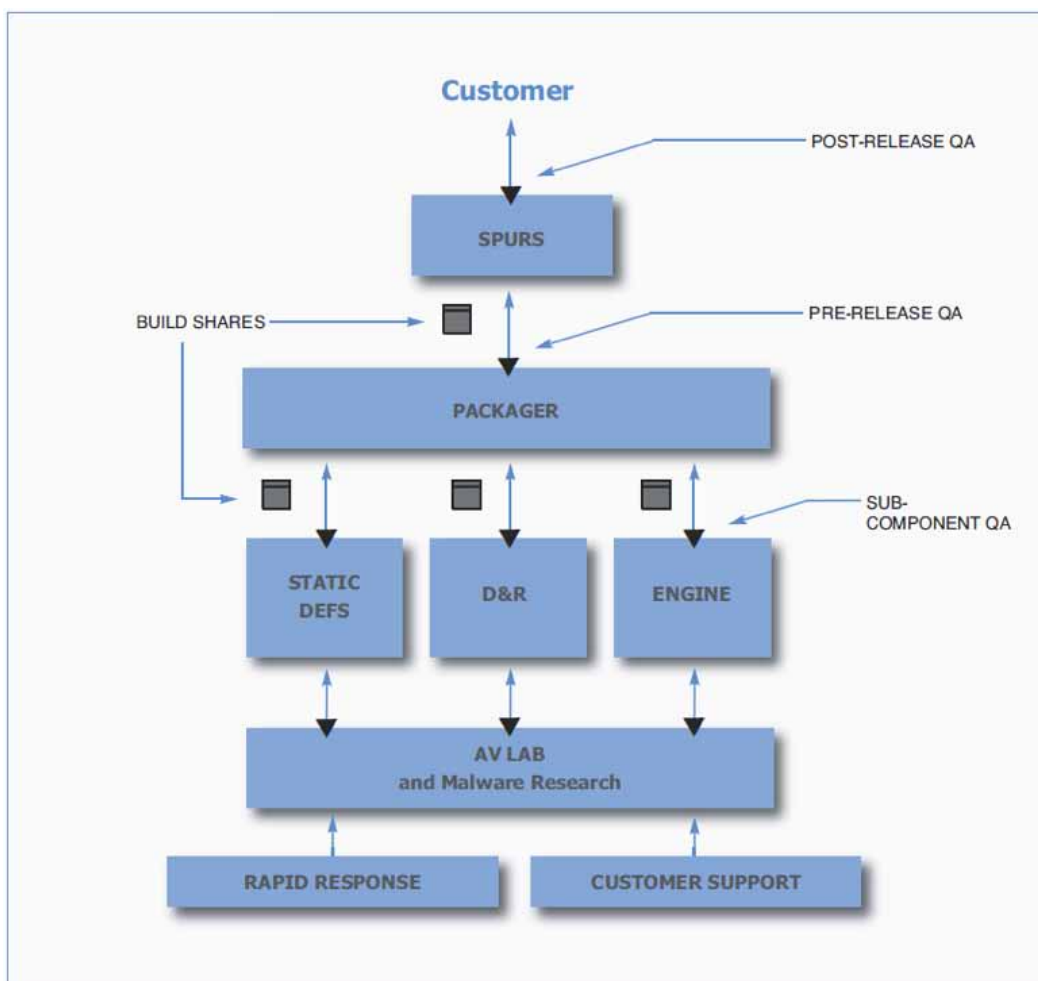 Customer
POST-RELEASE QA
SPURS
BUILD SHARES
PRE-RELEASE QA
PACKAGER
SUB-
COMPONENT QA
STATIC
DEFS
D&R
ENGINE
AV LAB
and Malware Research
RAPID RESPONSE
CUSTOMER SUPPORT